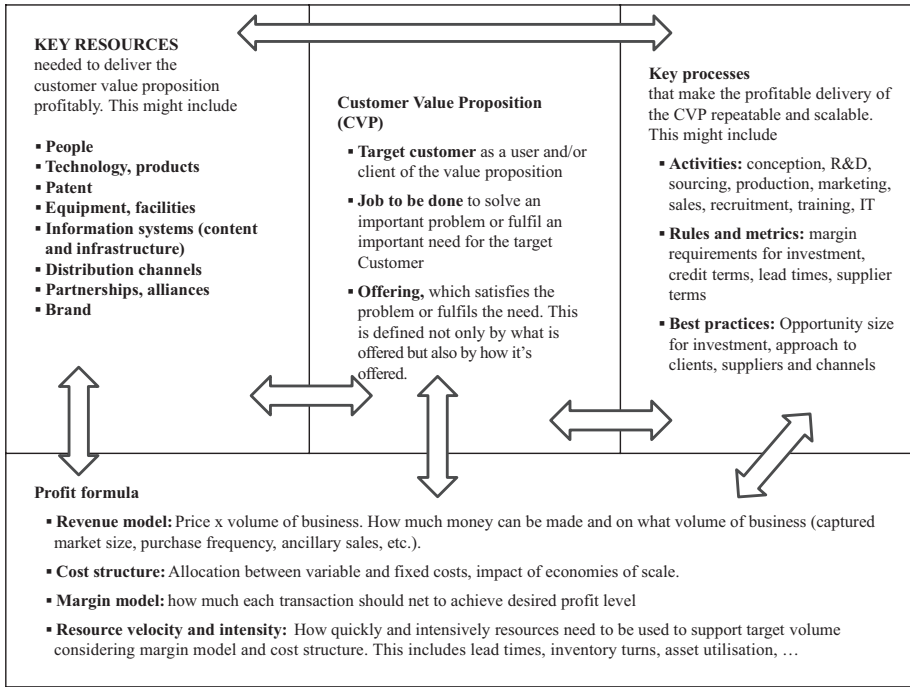 KEY RESOURCES
needed to deliver the
customer value proposition
profitably. This might include
▪ People
▪ Technology, products
▪ Patent
▪ Equipment, facilities
▪ Information systems (content
and infrastructure)
▪ Distribution channels
▪ Partnerships, alliances
▪ Brand
Customer Value Proposition
(CVP)
▪ Target customer as a user and/or
client of the value proposition
▪ Job to be done to solve an
important problem or fulfil an
important need for the target
Customer
▪ Offering, which satisfies the
problem or fulfils the need. This
is defined not only by what is
offered but also by how it’s
offered.
Key processes
that make the profitable delivery of
the CVP repeatable and scalable.
This might include
▪ Activities: conception, R&D,
sourcing, production, marketing,
sales, recruitment, training, IT
▪ Rules and metrics: margin
requirements for investment,
credit terms, lead times, supplier
terms
▪ Best practices: Opportunity size
for investment, approach to
clients, suppliers and channels
Profit formula
▪ Revenue model: Price x volume of business. How much money can be made and on what volume of business (captured
market size, purchase frequency, ancillary sales, etc.).
▪ Cost structure: Allocation between variable and fixed costs, impact of economies of scale.
▪ Margin model: how much each transaction should net to achieve desired profit level
▪ Resource velocity and intensity: How quickly and intensively resources need to be used to support target volume
considering margin model and cost structure. This includes lead times, inventory turns, asset utilisation, …